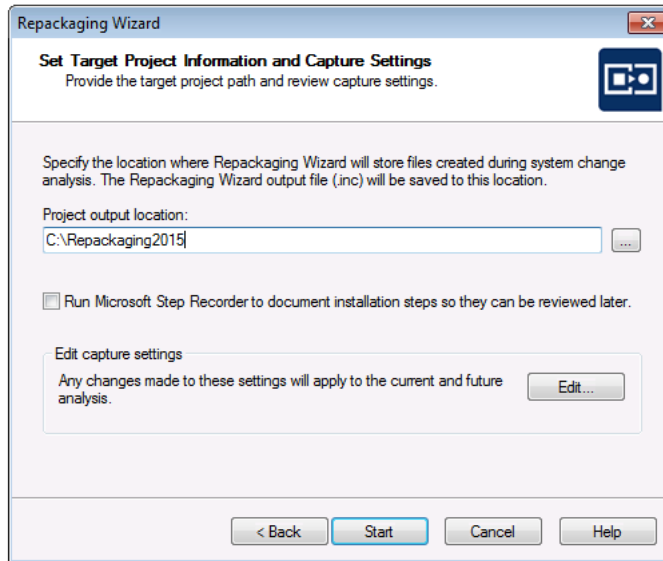 Repackaging Wizard
Set Target Project Information and Capture Settings
Provide the target project path and review capture settings.
Specify the location where Repackaging Wizard will store files created during system change
analysis. The Repackaging Wizard output file (.inc) will be saved to this location.
Project output location:
C:\Repackaging2015
...
Run Microsoft Step Recorder to document installation steps so they can be reviewed later.
Edit capture settings
Any changes made to these settings will apply to the current and future
analysis.
Edit...
< Back
Start
Cancel
Help